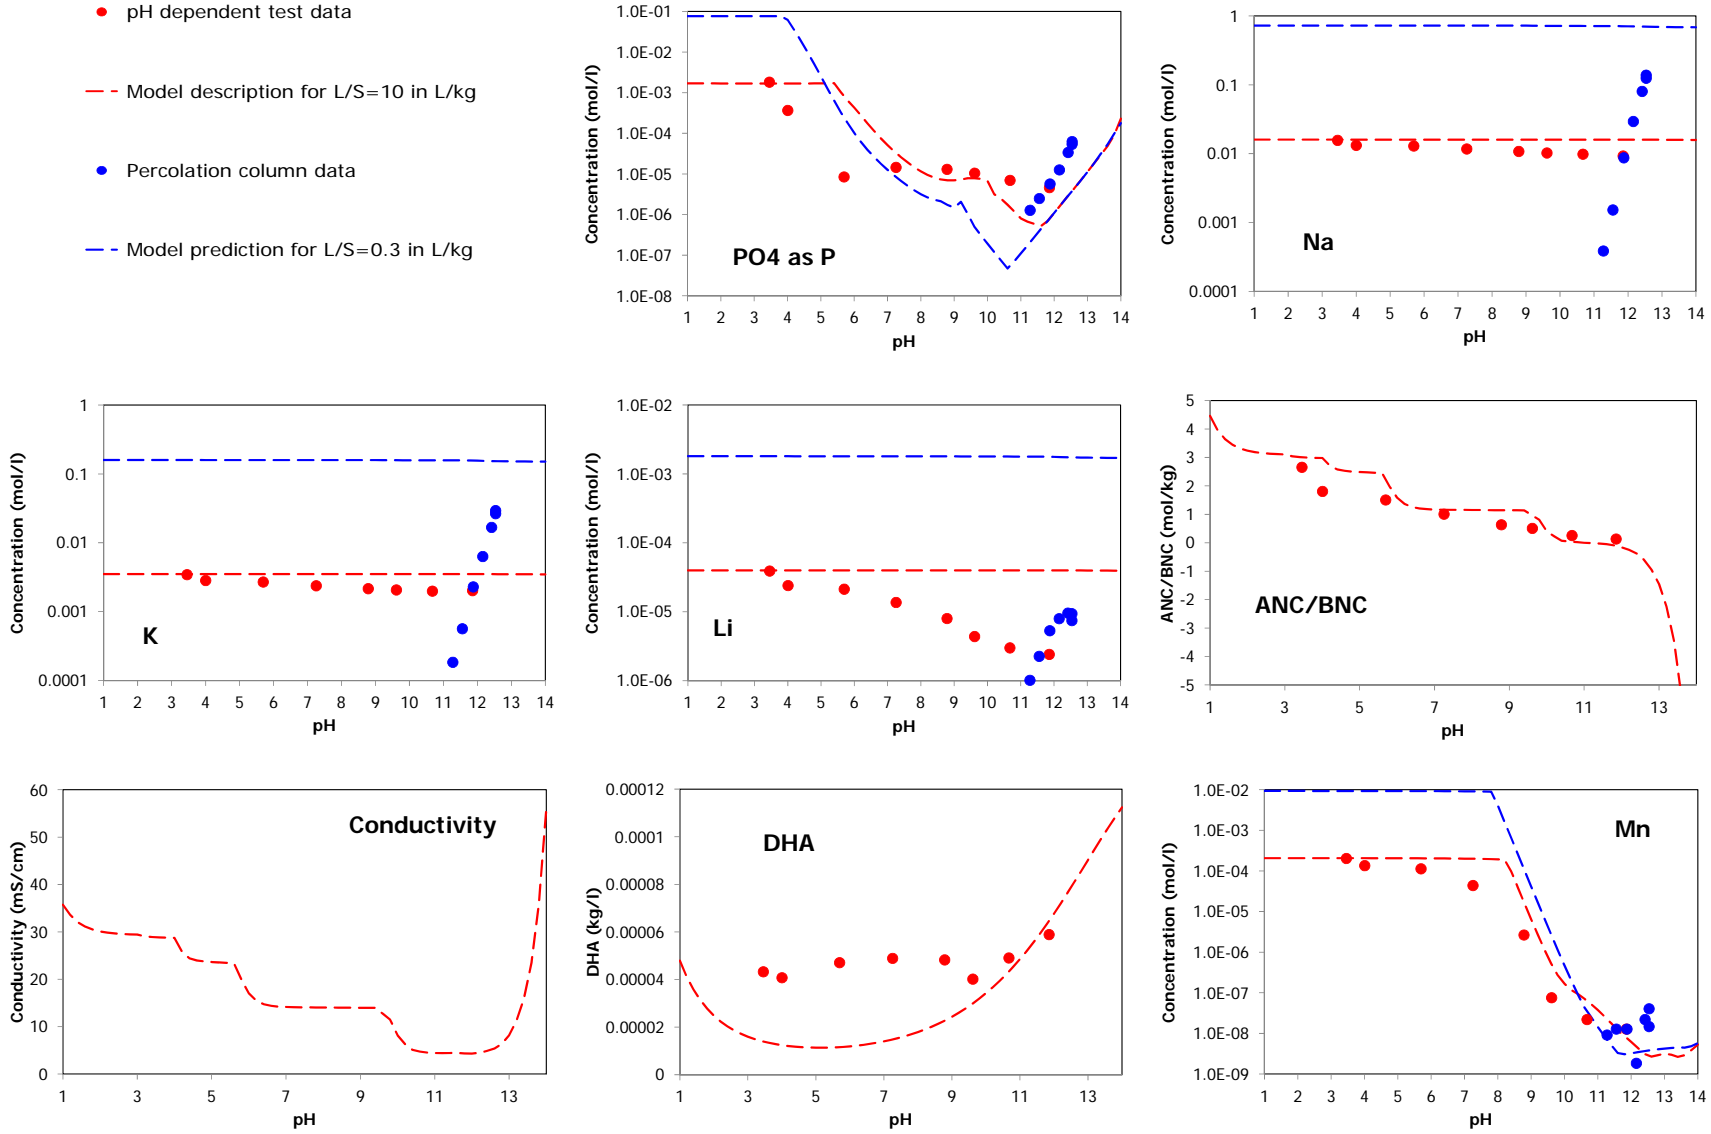 pH dependent test data
Model description for L/S=10 in L/kg
Percolation column data
Model prediction for L/S=0.3 in L/kg
1.0E-01
1.0E-02
1.0E-03
1.0E-04
1.0E-05
1.0E-06
1.0E-07
1.0E-08
Concentration (mol/l)
PO4 as P
1 2 3 4 5 6 7 8 9 10 11 12 13 14
pH
1
0.1
0.01
0.001
0.0001
Concentration (mol/l)
Na
1 2 3 4 5 6 7 8 9 10 11 12 13 14
pH
1
0.1
0.01
0.001
0.0001
Concentration (mol/l)
K
1 2 3 4 5 6 7 8 9 10 11 12 13 14
pH
1.0E-02
1.0E-03
1.0E-04
1.0E-05
1.0E-06
Concentration (mol/l)
Li
1 2 3 4 5 6 7 8 9 10 11 12 13 14
pH
5
4
3
2
1
0
-1
-2
-3
-4
-5
ANC/BNC (mol/kg)
ANC/BNC
1 3 5 7 9 11 13
pH
60
50
40
30
20
10
0
Conductivity (mS/cm)
Conductivity
1 3 5 7 9 11 13
pH
0.00012
0.0001
0.00008
0.00006
0.00004
0.00002
0
DHA (kg/l)
DHA
1 3 5 7 9 11 13
pH
1.0E-02
1.0E-03
1.0E-04
1.0E-05
1.0E-06
1.0E-07
1.0E-08
1.0E-09
Concentration (mol/l)
Mn
1 2 3 4 5 6 7 8 9 10 11 12 13 14
pH